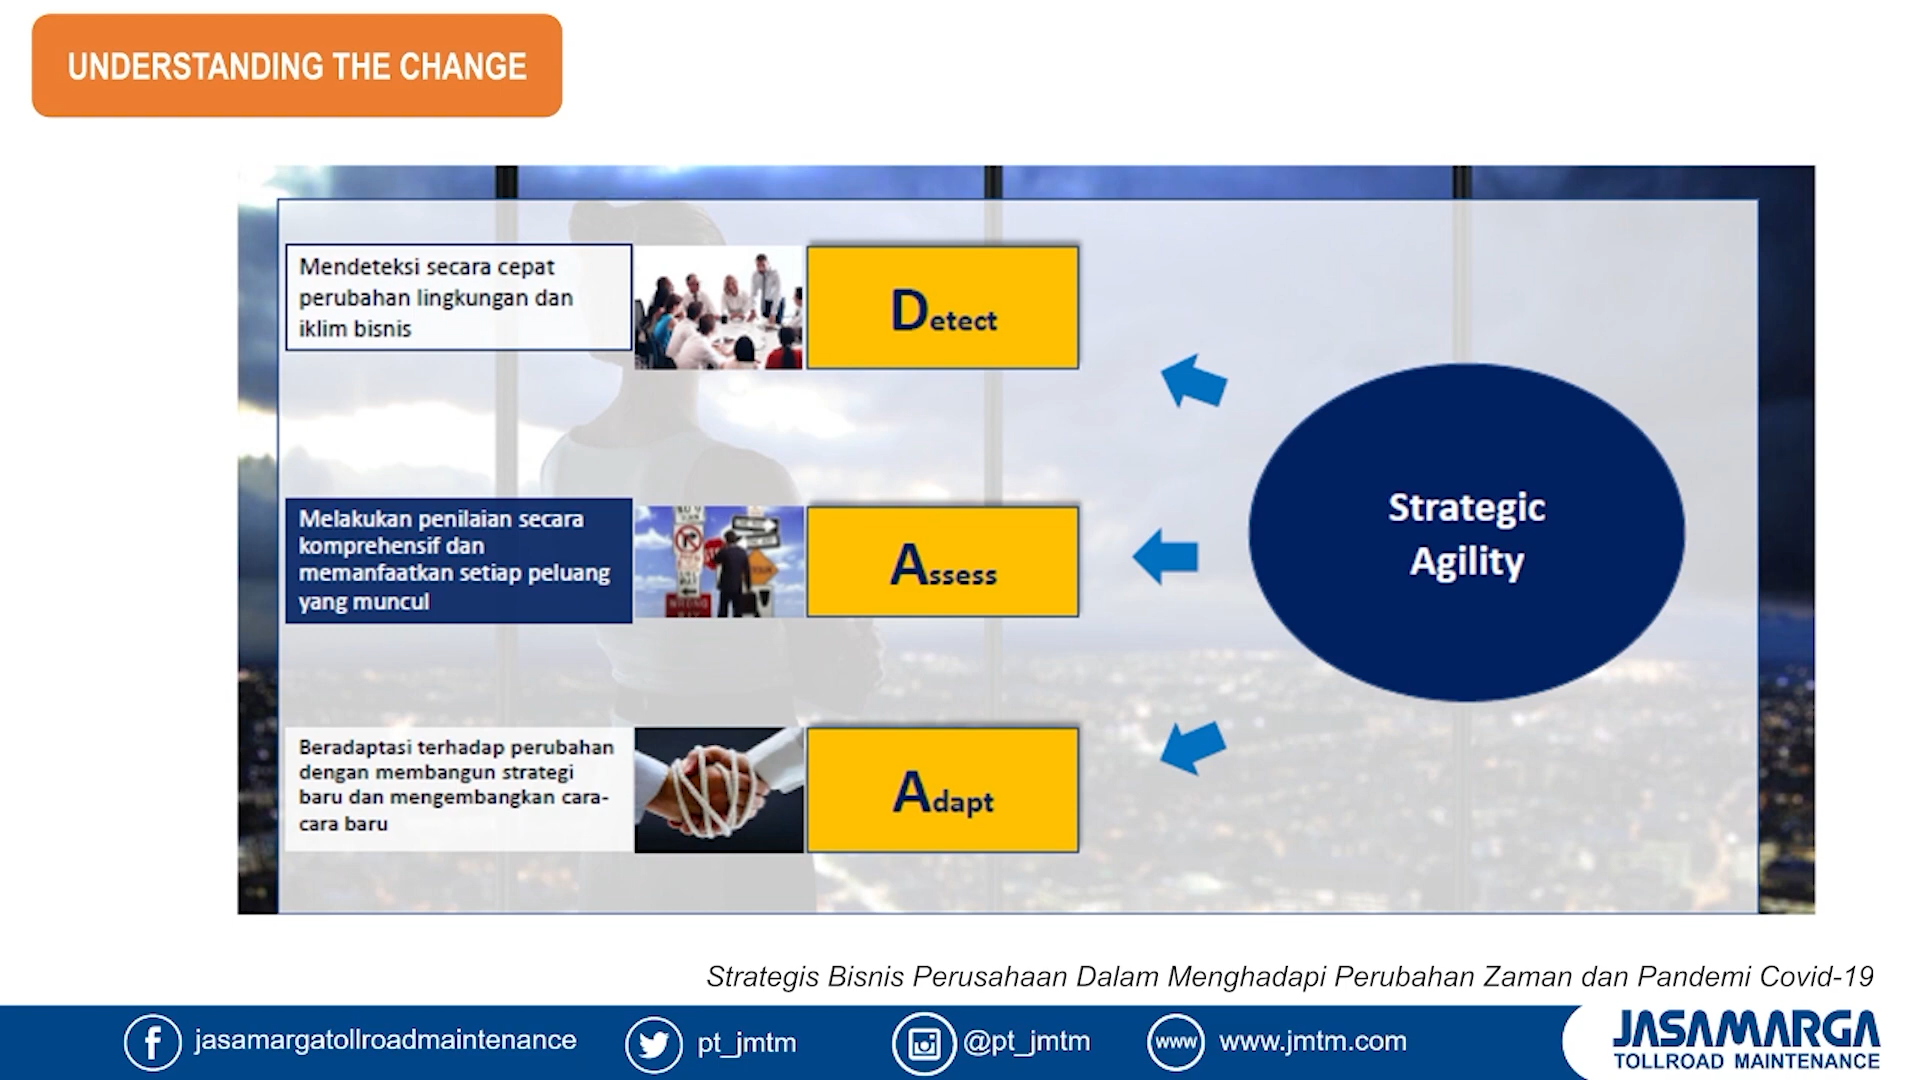 UNDERSTANDING THE CHANGE
Mendeteksi secara cepat
perubahan lingkungan dan
iklim bisnis
Detect
Melakukan penilaian secara
komprehensif dan
memanfaatkan setiap peluang
yang muncul
Assess
Beradaptasi terhadap perubahan
dengan membangun strategi
baru dan mengembangkan cara-
cara baru
Adapt
Strategic
Agility
Strategis Bisnis Perusahaan Dalam Menghadapi Perubahan Zaman dan Pandemi Covid-19
jasamargatollroadmaintenance
pt_jmtm
@pt_jmtm
www
www.jmtm.com
JASAMARGA
TOLLROAD MAINTENANCE